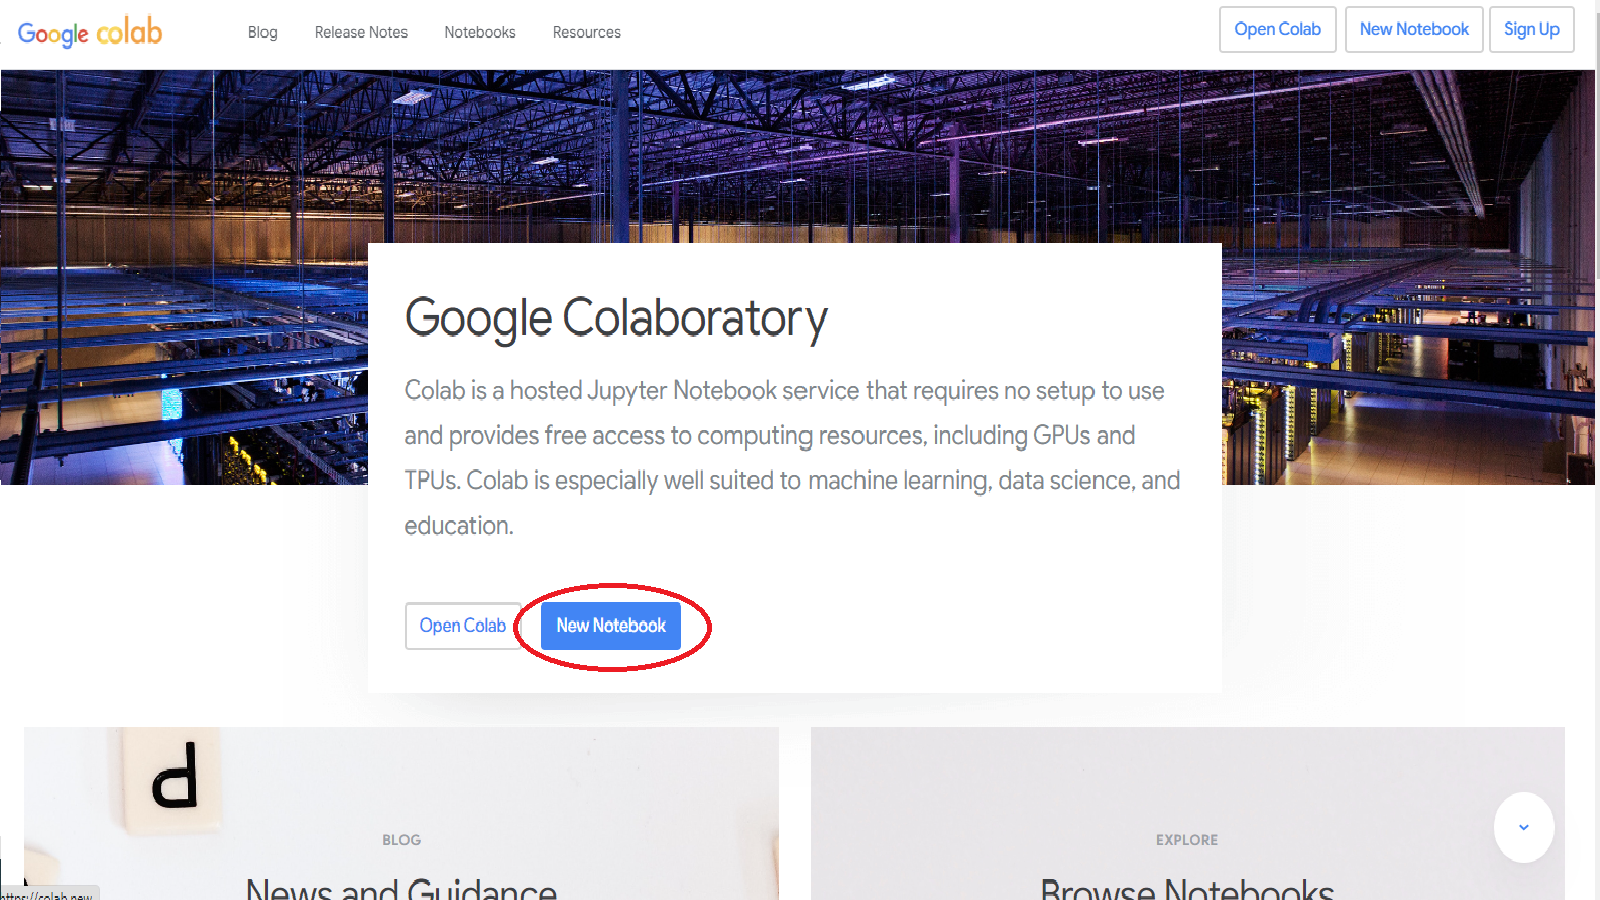 Google colab
Blog
Release Notes
Notebooks
Resources
Open Colab
New Notebook
Sign Up
Google Colaboratory
Colab is a hosted Jupyter Notebook service that requires no setup to use
and provides free access to computing resources, including GPUs and
TPUs. Colab is especially well suited to machine learning, data science, and
education.
Open Colab
New Notebook
d
BLOG
News and Guidance
EXPLORE
Browse Notebooks
https://colab.new